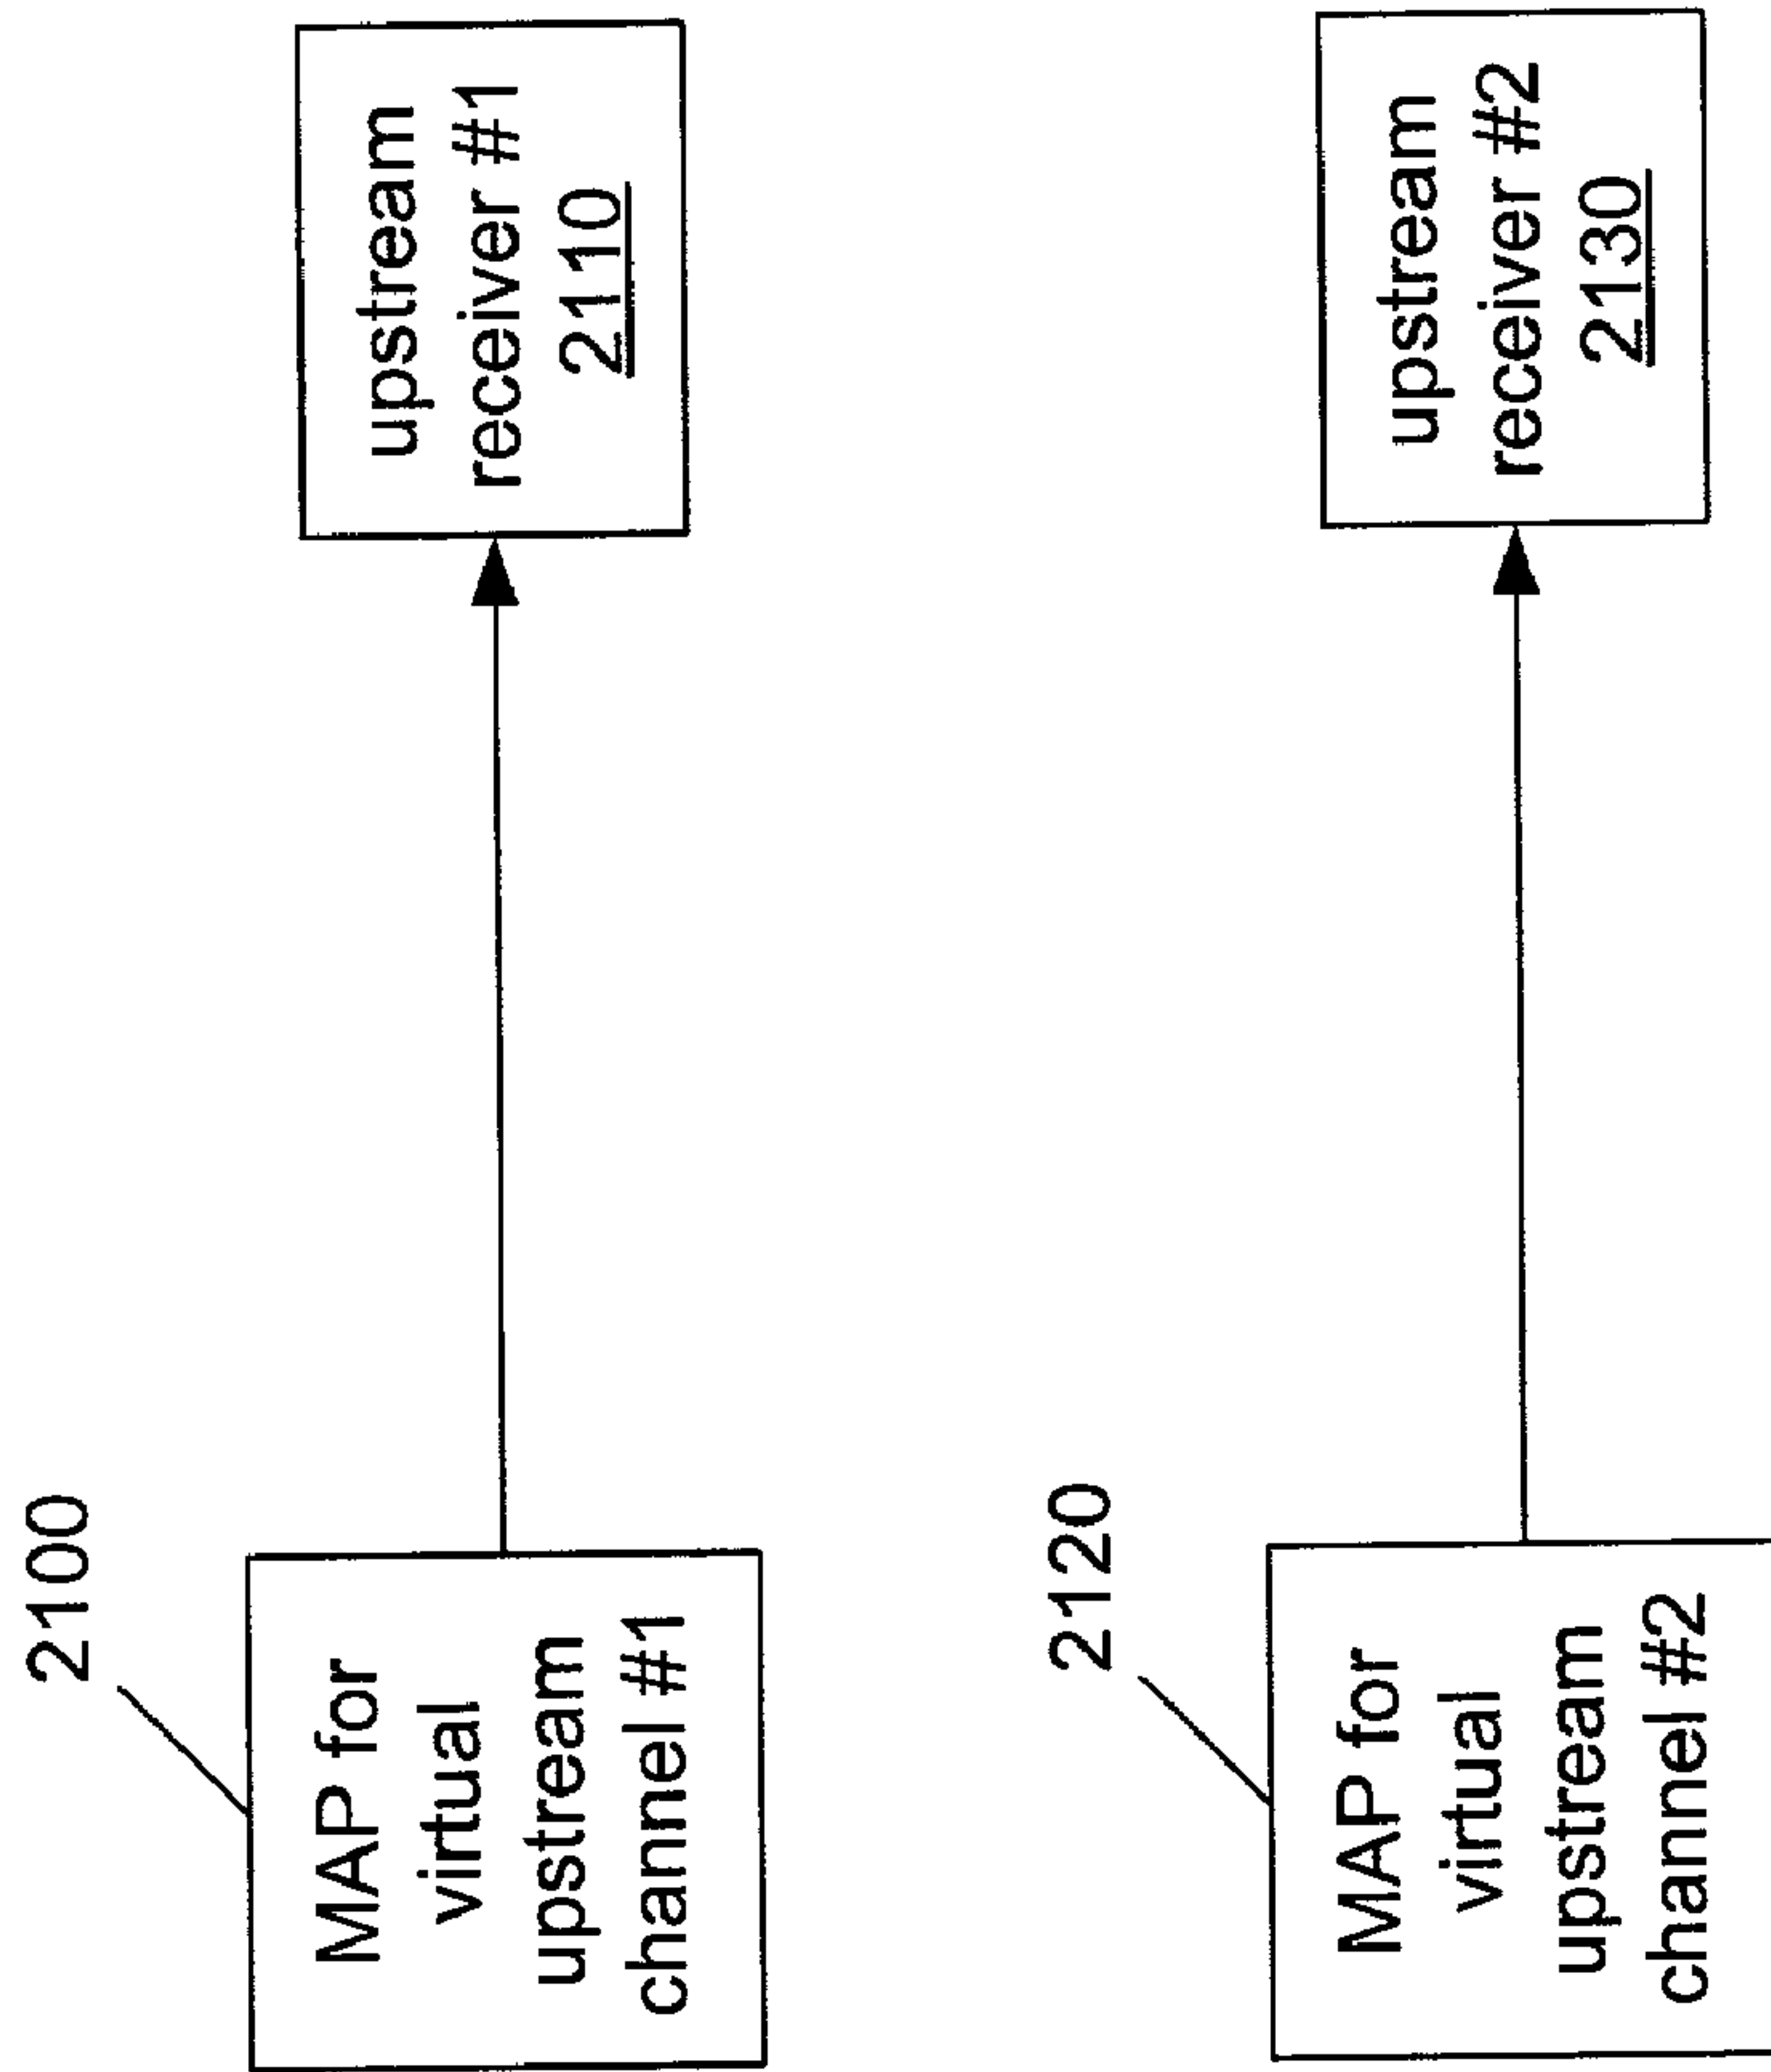 2100
MAP for
virtual
upstream
channel #1
upstream
receiver #1
2110
2120
MAP for
virtual
upstream
channel #2
upstream
receiver #2
2130